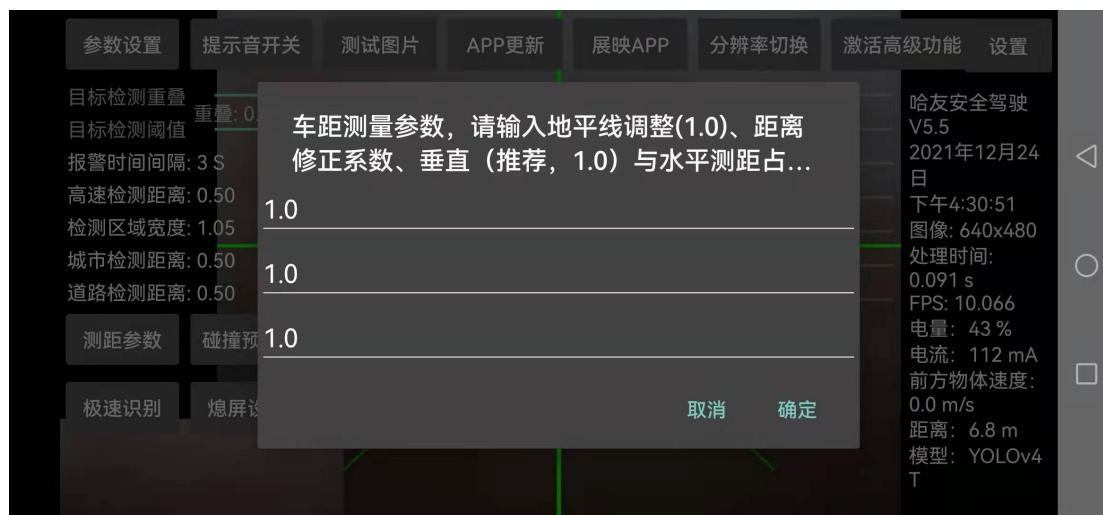 参数设置
提示音开关
测试图片
APP更新
展映APP
分辨率切换
激活高级功能
设置
目标检测重叠
重叠: 0.
目标检测阈值
报警时间间隔: 3 S
高速检测距离: 0.50
检测区域宽度: 1.05
城市检测距离: 0.50
道路检测距离: 0.50
测距参数
碰撞预
极速识别
熄屏设
车距测量参数，请输入地平线调整(1.0)、距离
修正系数、垂直（推荐，1.0）与水平测距占...
1.0
1.0
1.0
取消
确定
哈友安全驾驶
V5.5
2021年12月24
日
下午4:30:51
图像: 640x480
处理时间:
0.091 s
FPS: 10.066
电量： 43 %
电流： 112 mA
前方物体速度:
0.0 m/s
距离： 6.8 m
模型： YOLOv4
T